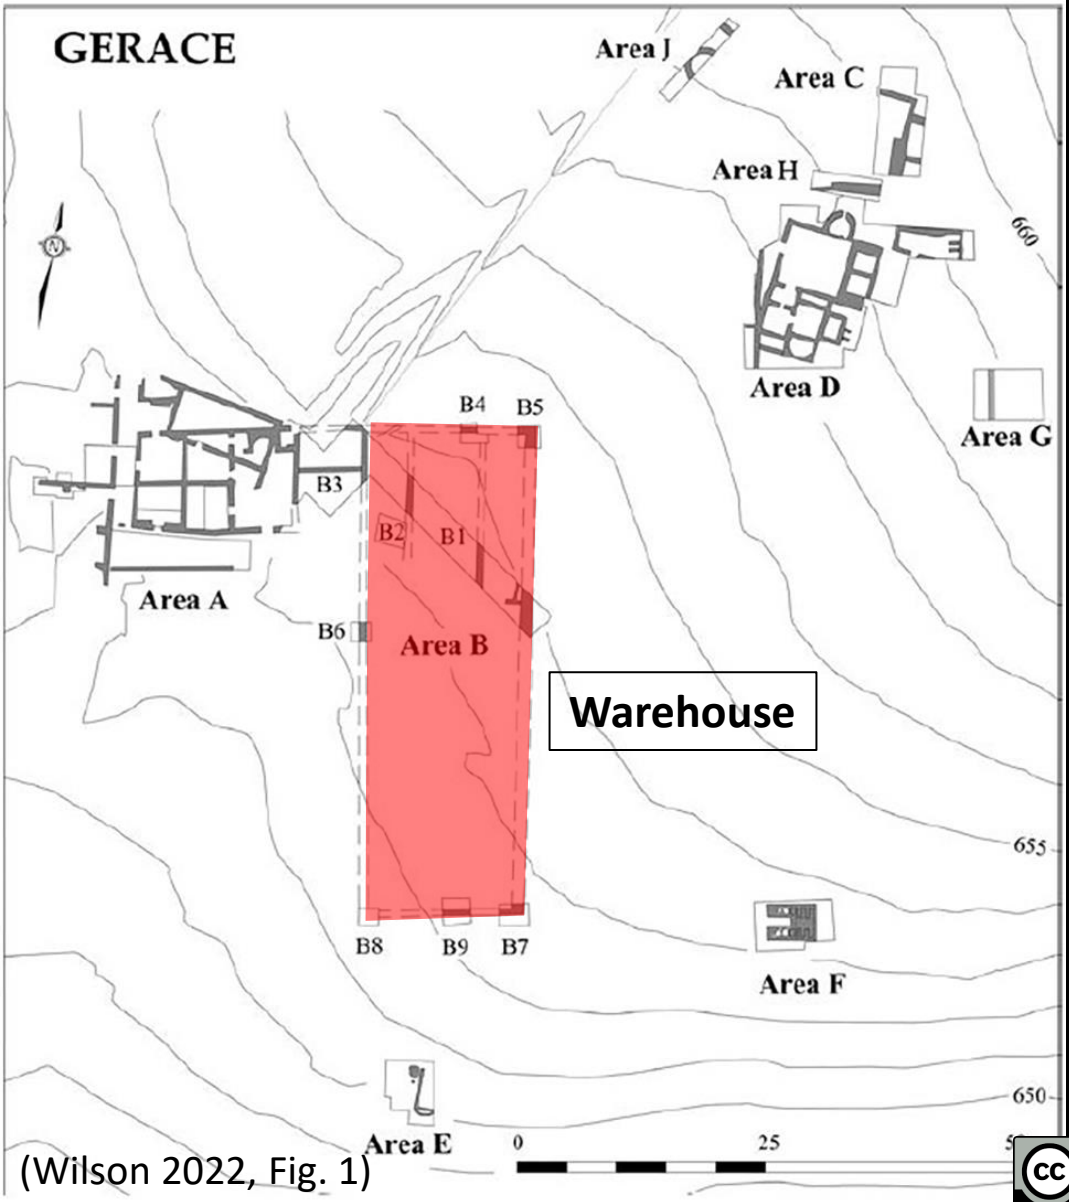 GERACE
Area J
Area C
Area H
660
N
Area D
Area G
B4
B5
B3
B2
B1
Area A
B6
Area B
Warehouse
655
B8
B9
B7
Area F
650
Area E
0
25
(Wilson 2022, Fig. 1)
cc